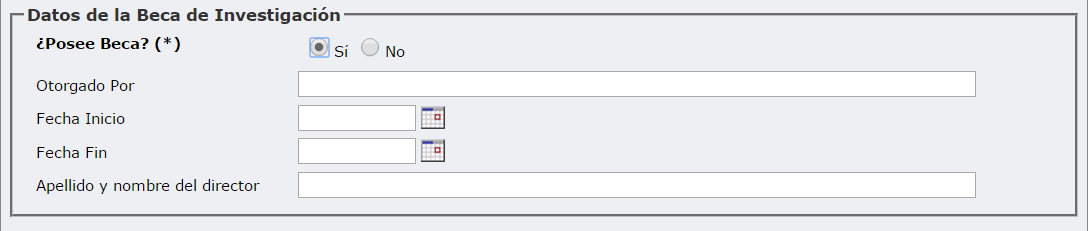 Datos de la Beca de Investigación
¿Posee Beca? (*)
Sí No
Otorgado Por
Fecha Inicio
Fecha Fin
Apellido y nombre del director